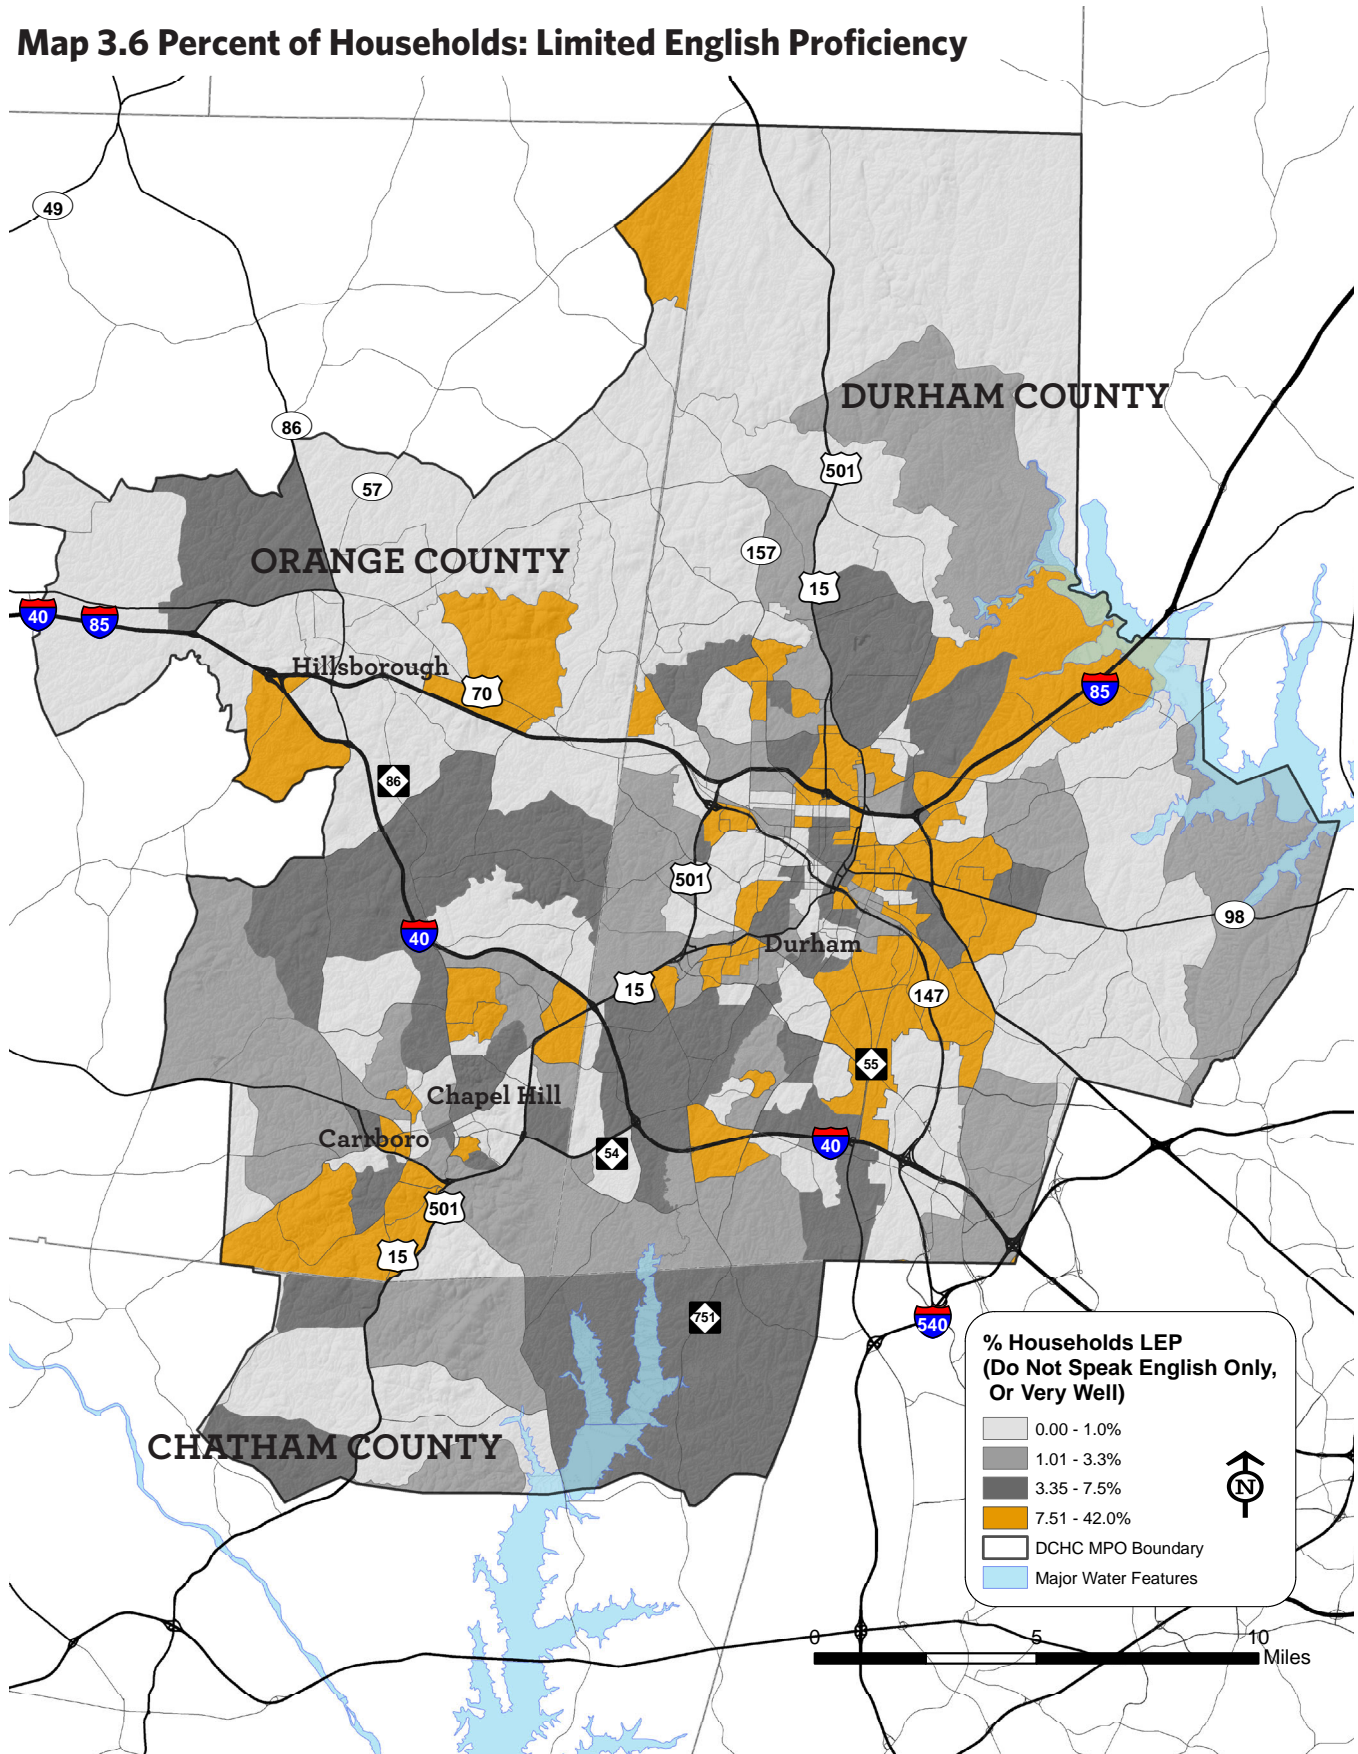 Map 3.6 Percent of Households: Limited English Proficiency
49
86
57
DURHAM COUNTY
501
157
ORANGE COUNTY
15
40
85
Hillsborough
70
85
86
501
98
40
Durham
15
147
55
Chapel Hill
Carrboro
54
40
501
15
751
540
CHATHAM COUNTY
% Households LEP
(Do Not Speak English Only,
Or Very Well)
0.00 - 1.0%
1.01 - 3.3%
3.35 - 7.5%
7.51 - 42.0%
DCHC MPO Boundary
Major Water Features
N
0 5 10
Miles